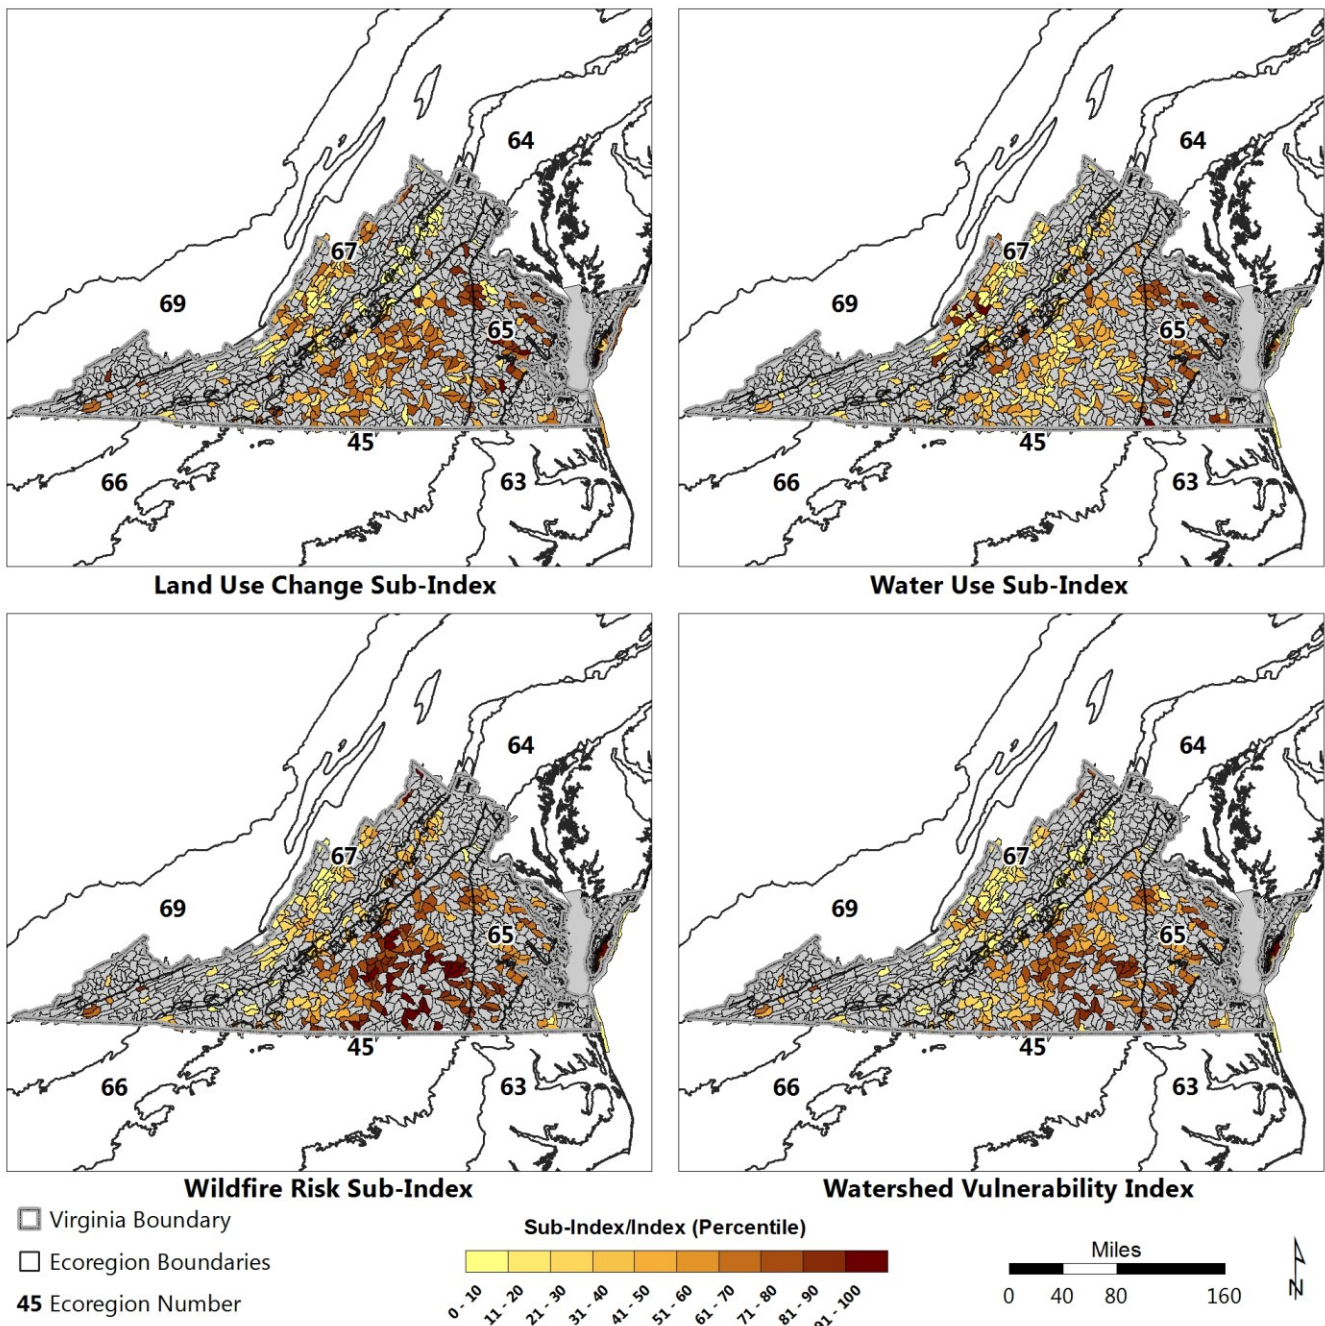 64
67
69
65
45
66
63
Land Use Change Sub-Index
64
67
69
65
45
66
63
Water Use Sub-Index
64
67
69
65
45
66
63
Wildfire Risk Sub-Index
64
67
69
65
45
66
63
Watershed Vulnerability Index
Virginia Boundary
Ecoregion Boundaries
45 Ecoregion Number
Sub-Index/Index (Percentile)
0 - 10
11 - 20
21 - 30
31 - 40
41 - 50
51 - 60
61 - 70
71 - 80
81 - 90
91 - 100
Miles
0 40 80 160
N